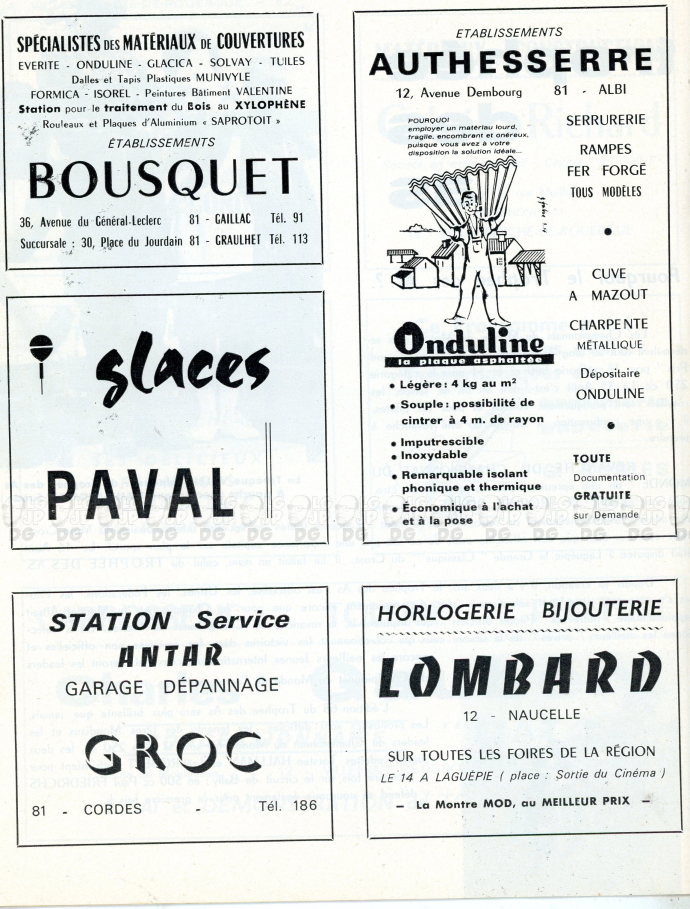 SPÉCIALISTES DES MATÉRIAUX DE COUVERTURES
EVERITE - ONDULINE - GLACICA - SOLVAY - TUILES
Dalles et Tapis Plastiques MUNIVYLE
FORMICA - ISOREL - Peintures Bâtiment VALENTINE
Station pour le traitement du Bois au XYLOPHÈNE
Rouleaux et Plaques d'Aluminium « SAPROTOIT »
ÉTABLISSEMENTS
BOUSQUET
36, Avenue du Général-Leclerc 81 - GAILLAC Tél. 91
Succursale : 30, Place du Jourdain 81 - GRAULHET Tél. 113
glaces
PAVAL
ETABLISSEMENTS
AUTHESSERRE
12, Avenue Dembourg 81 - ALBI
POURQUOI
employer un matériau lourd,
fragile, encombrant et onéreux,
puisque vous avez à votre
disposition la solution idéale...
Onduline
la plaque asphaltée
• Légère : 4 kg au m²
• Souple : possibilité de
cintrer à 4 m. de rayon
• Imputrescible
• Inoxydable
• Remarquable isolant
phonique et thermique
• Économique à l'achat
et à la pose
SERRURERIE
RAMPES
FER FORGÉ
TOUS MODÈLES
CUVE
A MAZOUT
CHARPENTE
MÉTALLIQUE
Dépositaire
ONDULINE
TOUTE
Documentation
GRATUITE
sur Demande
STATION Service
ANTAR
GARAGE DÉPANNAGE
GROC
81 - CORDES - Tél. 186
HORLOGERIE BIJOUTERIE
LOMBARD
12 - NAUCELLE
SUR TOUTES LES FOIRES DE LA RÉGION
LE 14 A LAGUÉPIE ( place : Sortie du Cinéma )
— La Montre MOD, au MEILLEUR PRIX —